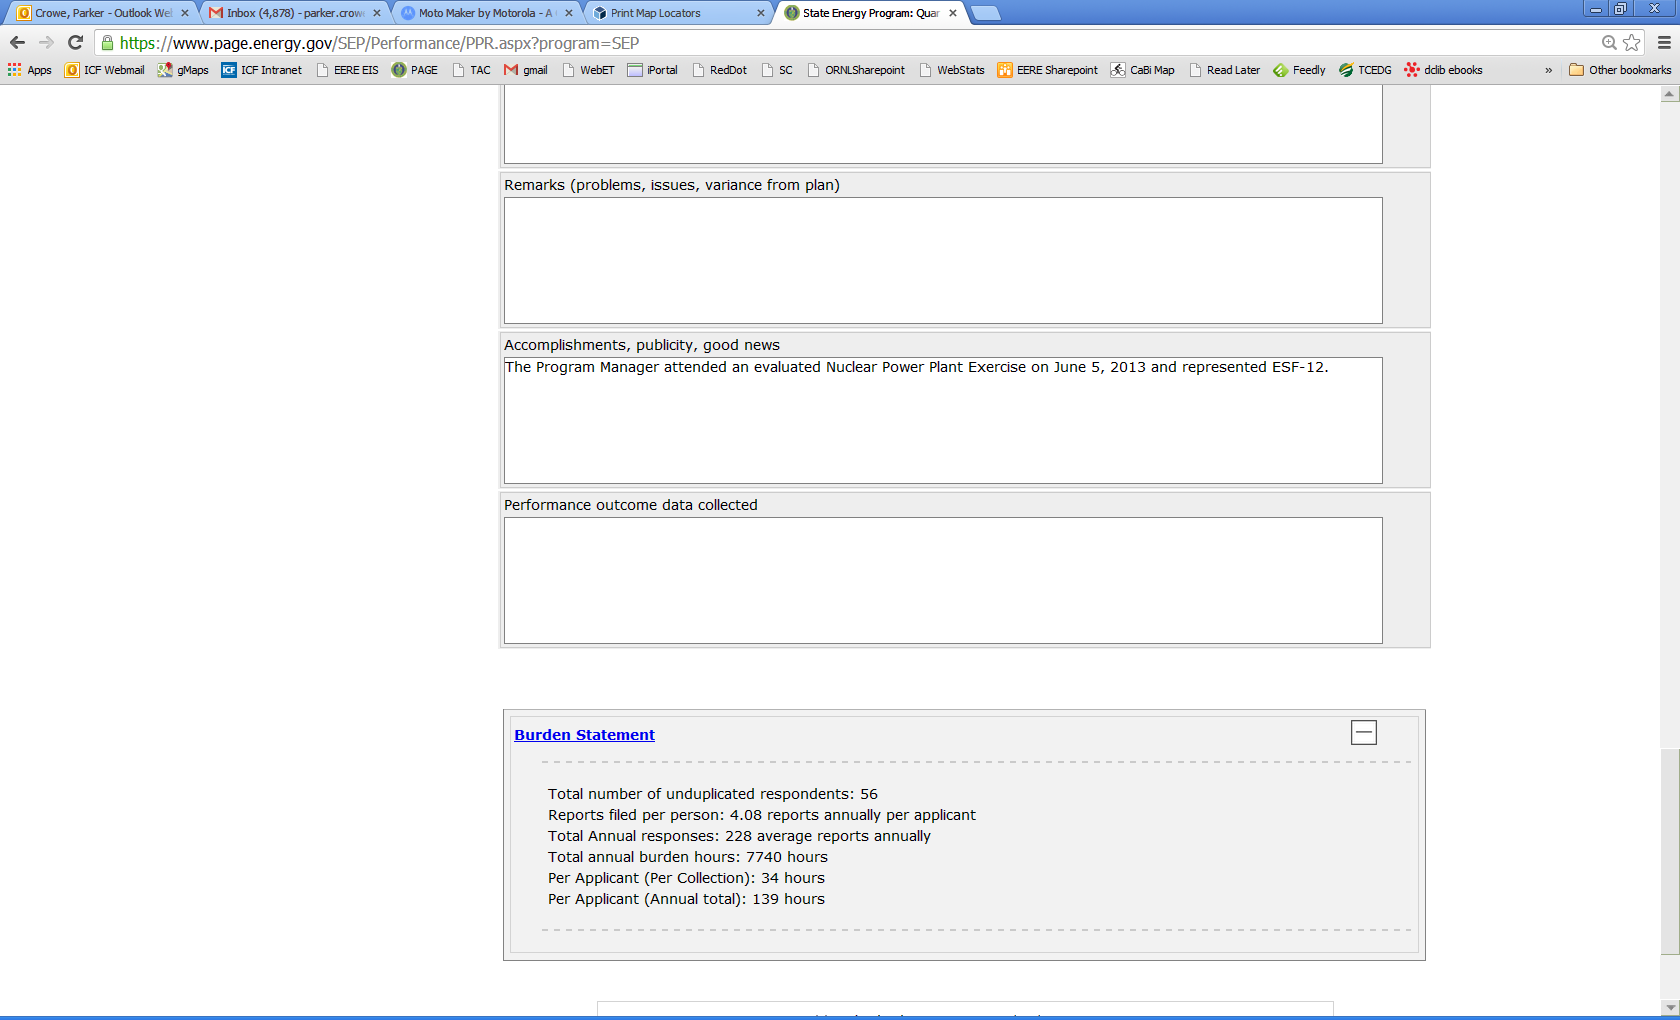 Crowe, Parker - Outlook We
Inbox (4,878) - parker.crow
Moto Maker by Motorola - A
Print Map Locators
State Energy Program: Quar
https://www.page.energy.gov/SEP/Performance/PPR.aspx?program=SEP
Apps ICF Webmail gMaps ICF ICF Intranet EERE EIS PAGE TAC gmail WebET iPortal RedDot SC ORNLSharepoint WebStats EERE Sharepoint CaBi Map Read Later Feedly TCEDG dclib ebooks » Other bookmarks
Remarks (problems, issues, variance from plan)
Accomplishments, publicity, good news
The Program Manager attended an evaluated Nuclear Power Plant Exercise on June 5, 2013 and represented ESF-12.
Performance outcome data collected
Burden Statement
Total number of unduplicated respondents: 56
Reports filed per person: 4.08 reports annually per applicant
Total Annual responses: 228 average reports annually
Total annual burden hours: 7740 hours
Per Applicant (Per Collection): 34 hours
Per Applicant (Annual total): 139 hours